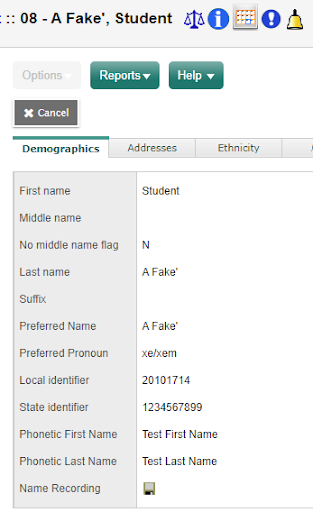 :: 08 - A Fake', Student
Options Reports Help
Cancel
Demographics Addresses Ethnicity
First name Student
Middle name
No middle name flag N
Last name A Fake'
Suffix
Preferred Name A Fake'
Preferred Pronoun xe/xem
Local identifier 20101714
State identifier 1234567899
Phonetic First Name Test First Name
Phonetic Last Name Test Last Name
Name Recording